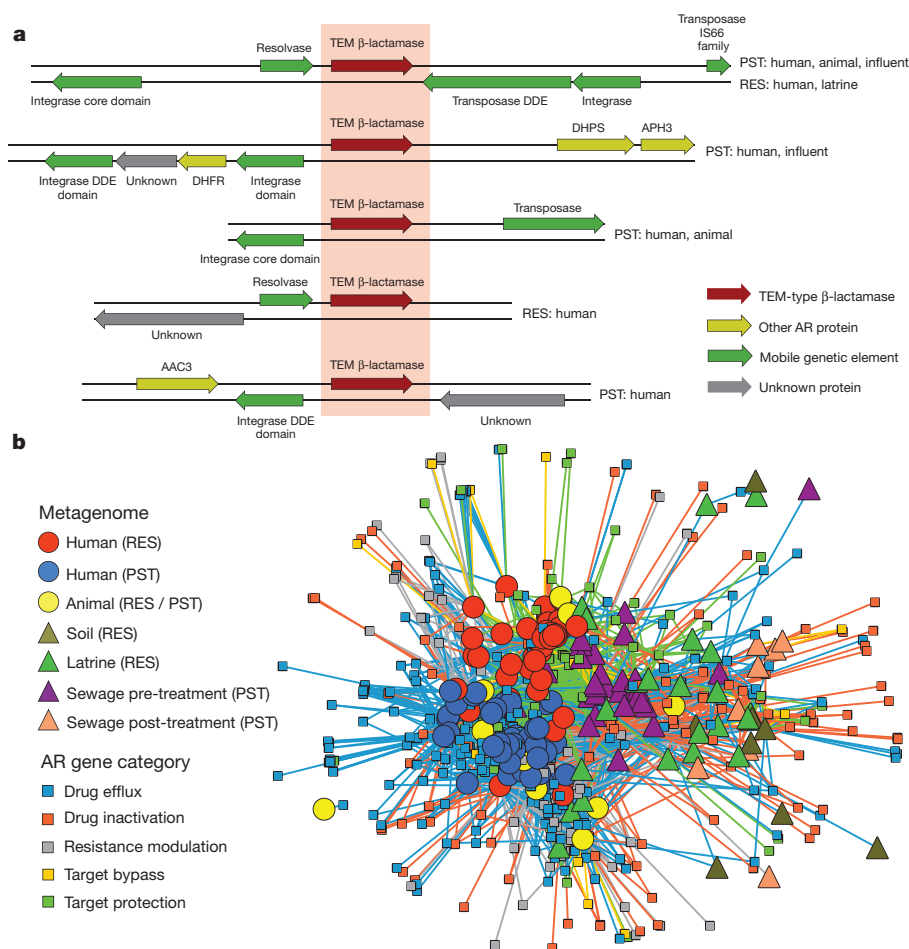 a
Transposase
IS66
family
Resolvase
TEM β-lactamase
PST: human, animal, influent
RES: human, latrine
Integrase core domain
Transposase DDE
Integrase
TEM β-lactamase
DHPS
APH3
PST: human, influent
Integrase DDE
domain
Unknown
DHFR
Integrase
domain
TEM β-lactamase
Transposase
PST: human, animal
Integrase core domain
Resolvase
TEM β-lactamase
RES: human
Unknown
AAC3
TEM β-lactamase
PST: human
Integrase DDE
domain
Unknown
TEM-type β-lactamase
Other AR protein
Mobile genetic element
Unknown protein
b
Metagenome
Human (RES)
Human (PST)
Animal (RES / PST)
Soil (RES)
Latrine (RES)
Sewage pre-treatment (PST)
Sewage post-treatment (PST)
AR gene category
Drug efflux
Drug inactivation
Resistance modulation
Target bypass
Target protection